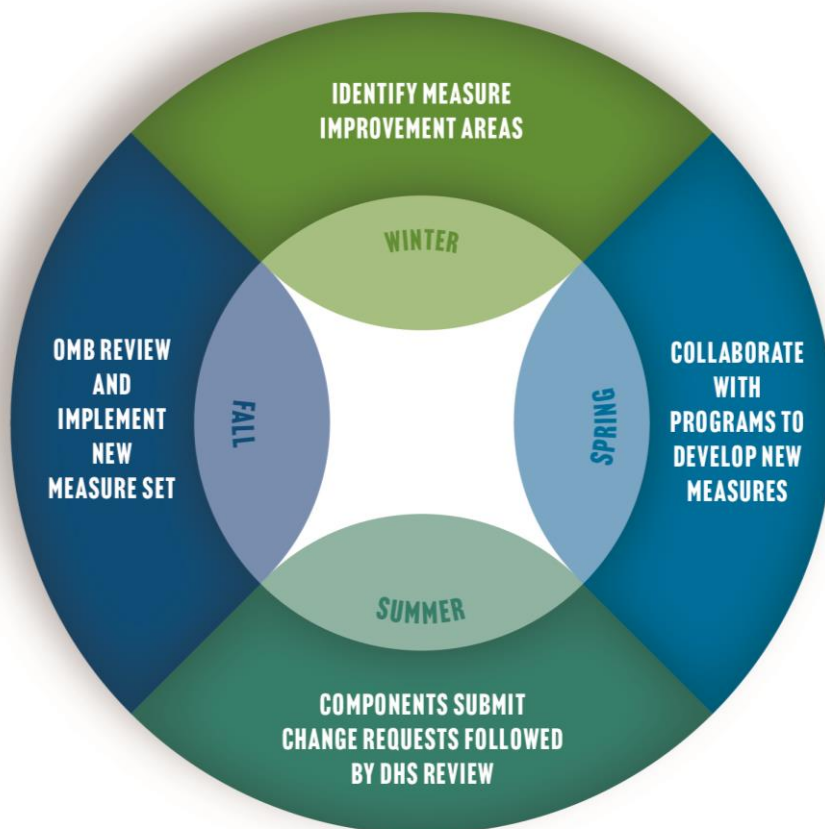 IDENTIFY MEASURE
IMPROVEMENT AREAS
WINTER
COLLABORATE
WITH
PROGRAMS TO
DEVELOP NEW
MEASURES
SPRING
SUMMER
COMPONENTS SUBMIT
CHANGE REQUESTS FOLLOWED
BY DHS REVIEW
OMB REVIEW
AND
IMPLEMENT
NEW
MEASURE SET
FALL